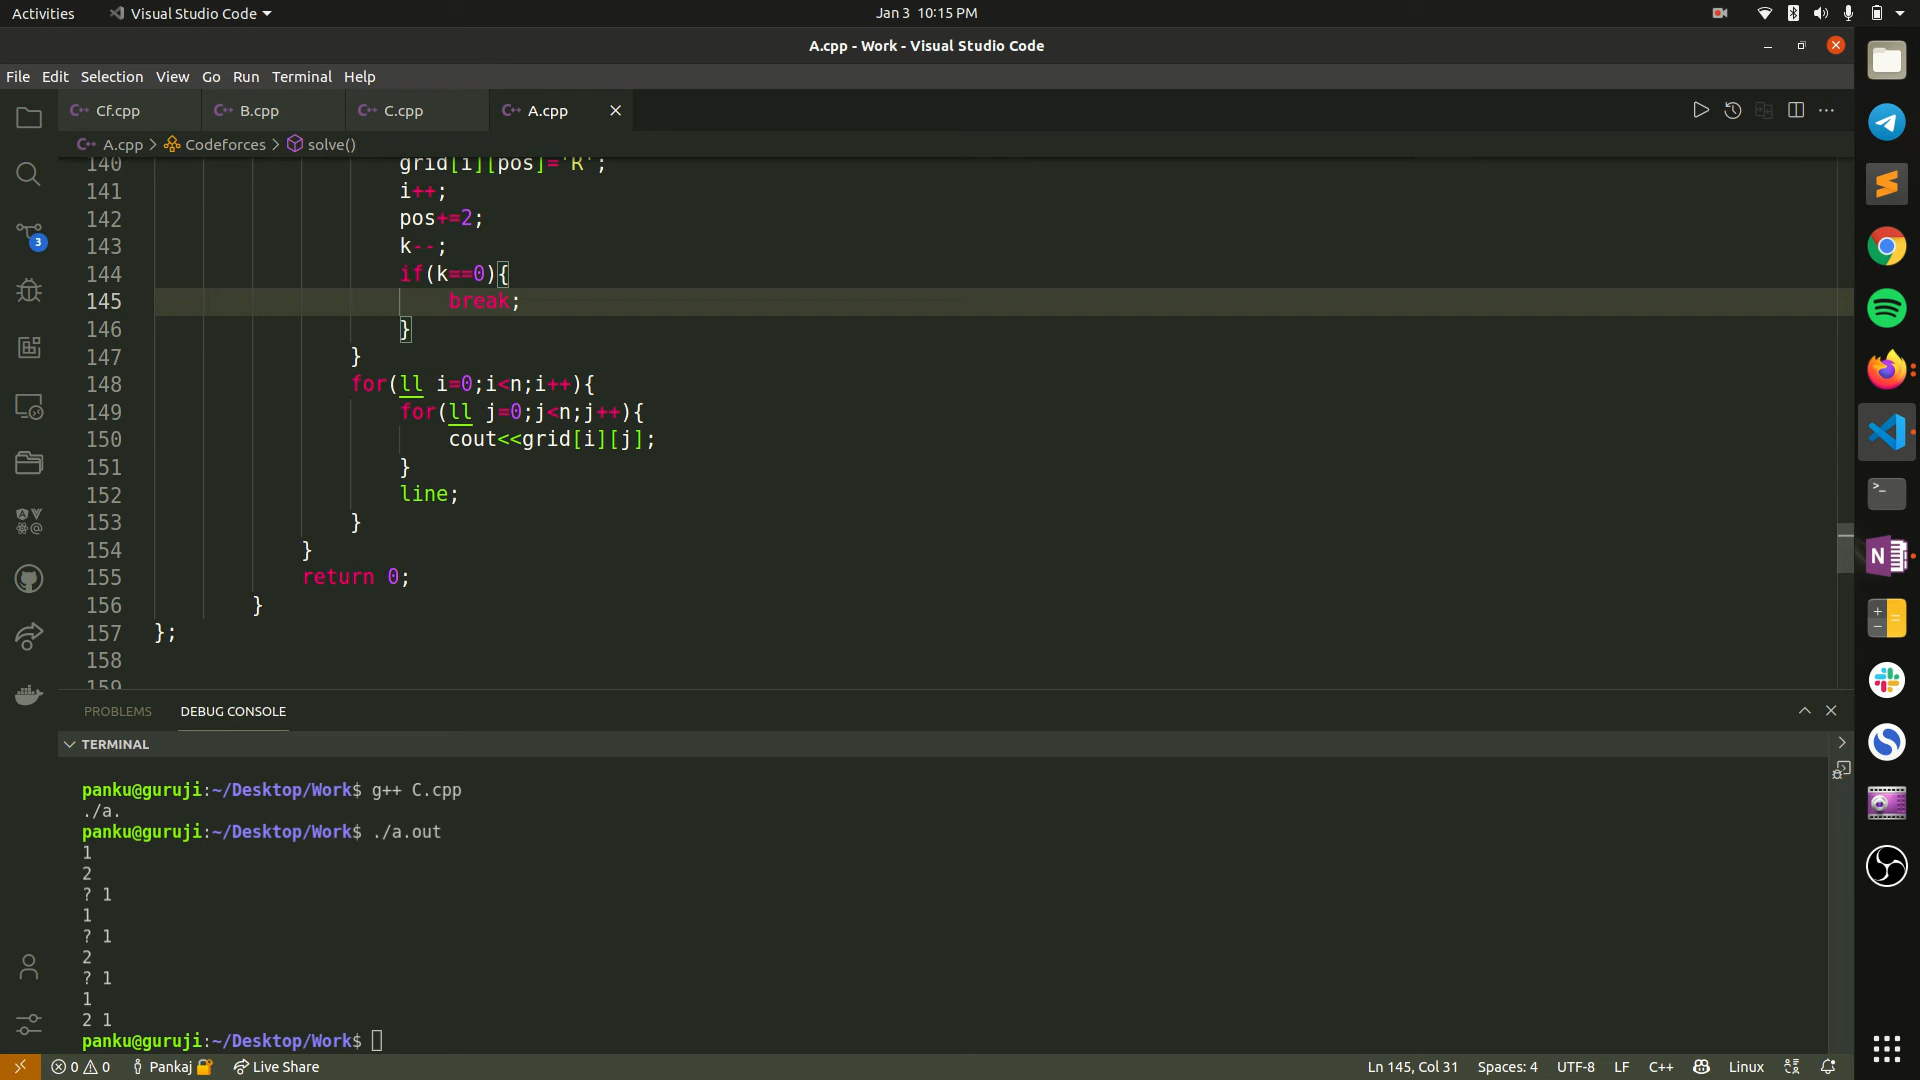 Activities
Visual Studio Code
Jan 3 10:15 PM
A.cpp - Work - Visual Studio Code
File Edit Selection View Go Run Terminal Help
Cf.cpp
B.cpp
C.cpp
A.cpp
A.cpp > Codeforces > solve()
140 grid[i][pos]='R';
141 i++;
142 pos+=2;
143 k--;
144 if(k==0){
145 break;
146 }
147 }
148 for(ll i=0;i<n;i++){
149 for(ll j=0;j<n;j++){
150 cout<<grid[i][j];
151 }
152 line;
153 }
154 }
155 return 0;
156 }
157 };
158
159
3
PROBLEMS
DEBUG CONSOLE
TERMINAL
panku@guruji:~/Desktop/Work$ g++ C.cpp
./a.
panku@guruji:~/Desktop/Work$ ./a.out
1
2
? 1
1
? 1
2
? 1
1
2 1
panku@guruji:~/Desktop/Work$
0 0
Pankaj
Live Share
Ln 145, Col 31
Spaces: 4
UTF-8
LF
C++
Linux